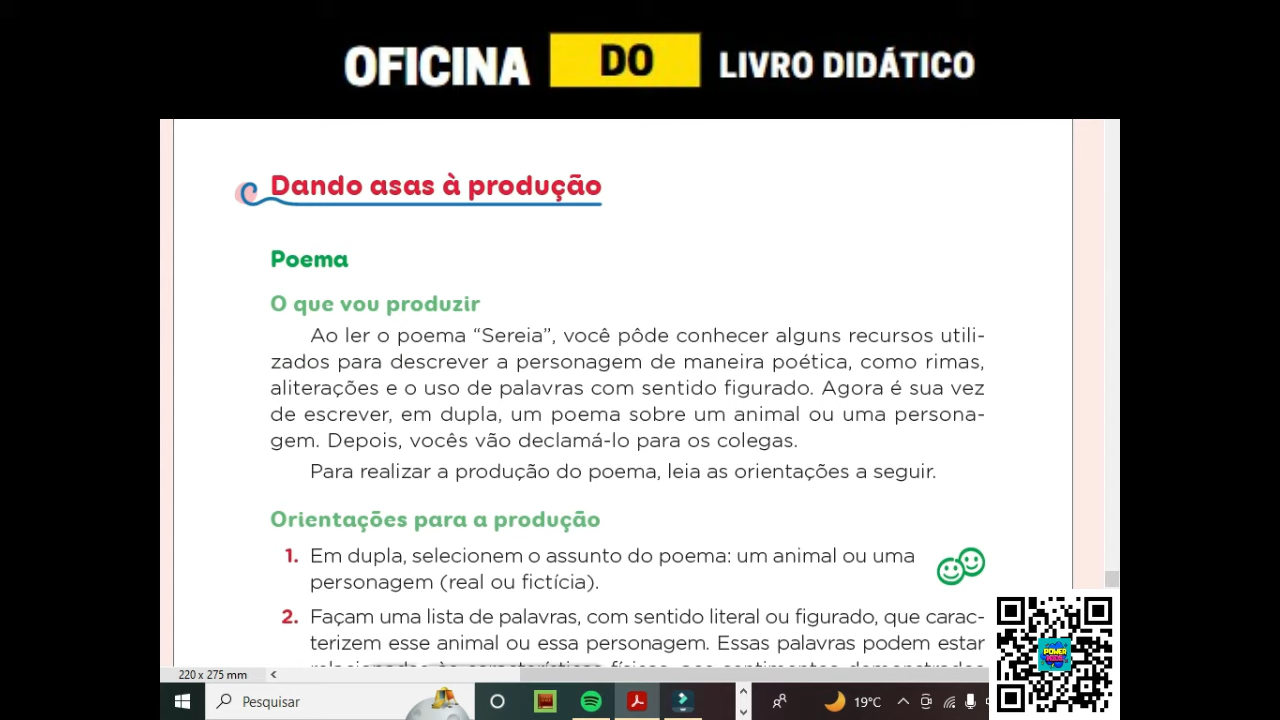 OFICINA DO LIVRO DIDÁTICO
Dando asas à produção
Poema
O que vou produzir
Ao ler o poema “Sereia”, você pôde conhecer alguns recursos utili-
zados para descrever a personagem de maneira poética, como rimas,
aliterações e o uso de palavras com sentido figurado. Agora é sua vez
de escrever, em dupla, um poema sobre um animal ou uma persona-
gem. Depois, vocês vão declamá-lo para os colegas.
Para realizar a produção do poema, leia as orientações a seguir.
Orientações para a produção
1. Em dupla, selecionem o assunto do poema: um animal ou uma
personagem (real ou fictícia).
2. Façam uma lista de palavras, com sentido literal ou figurado, que carac-
terizem esse animal ou essa personagem. Essas palavras podem estar
220 x 275 mm
POWER
Pesquisar
19°C